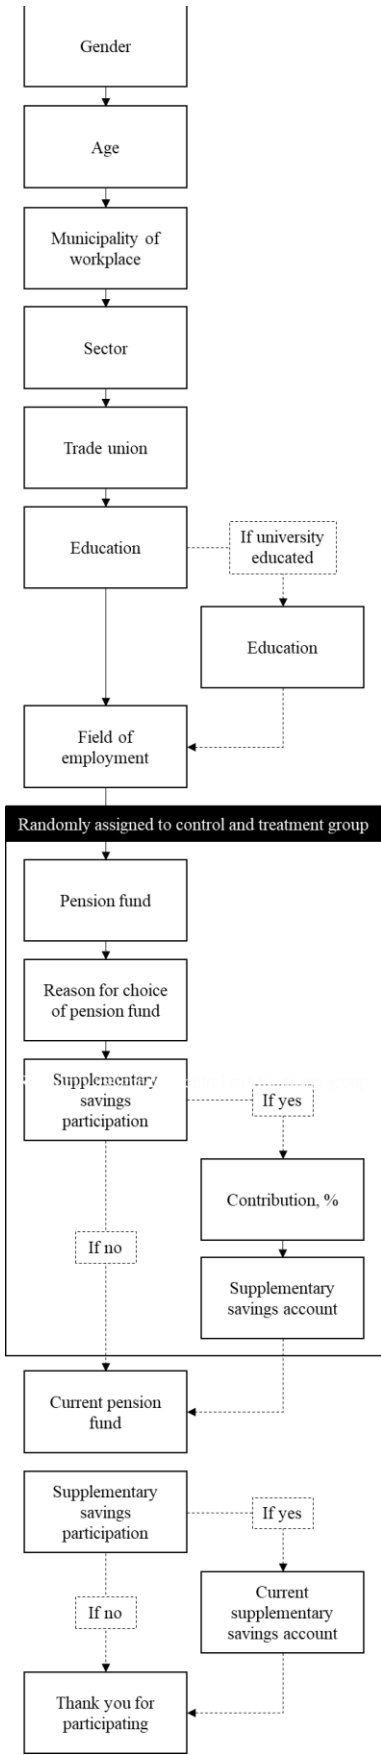 Gender
Age
Municipality of
workplace
Sector
Trade union
Education
If university
educated
Education
Field of
employment
Randomly assigned to control and treatment group
Pension fund
Reason for choice
of pension fund
Supplementary
savings
participation
If yes
Contribution, %
If no
Supplementary
savings account
Current pension
fund
Supplementary
savings
participation
If yes
Current
supplementary
savings account
If no
Thank you for
participating